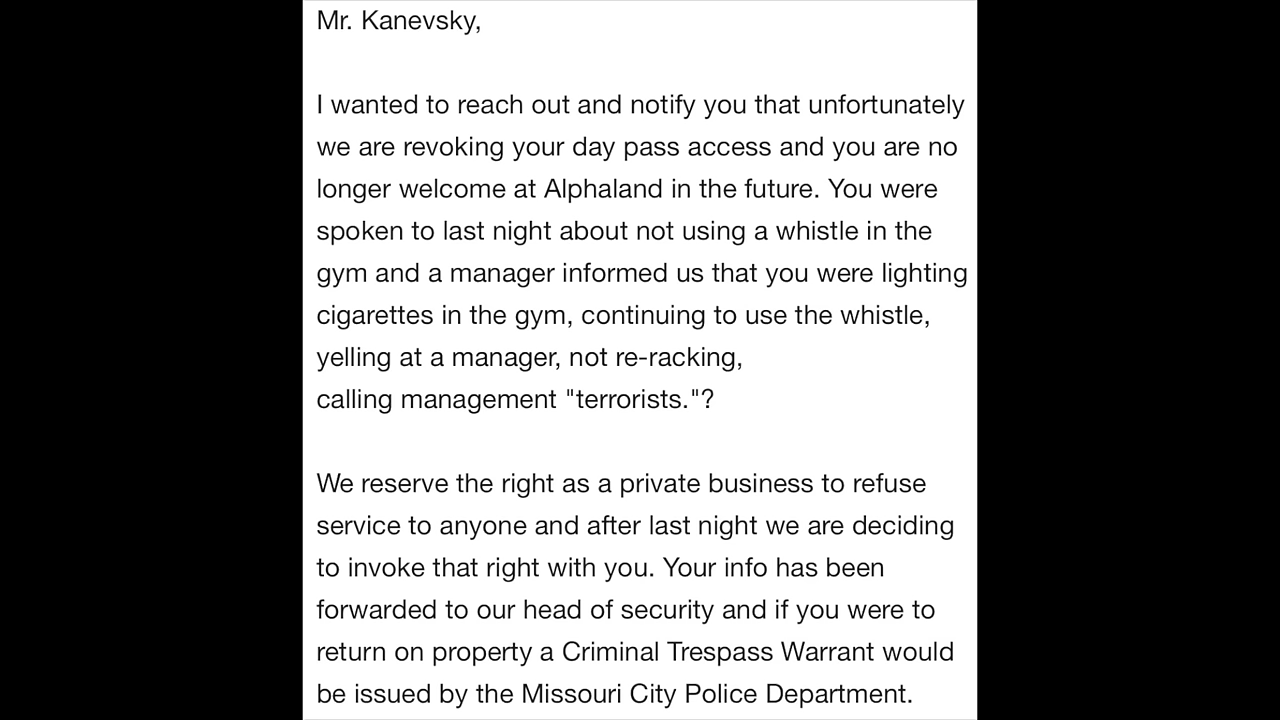 Mr. Kanevsky,
I wanted to reach out and notify you that unfortunately
we are revoking your day pass access and you are no
longer welcome at Alphaland in the future. You were
spoken to last night about not using a whistle in the
gym and a manager informed us that you were lighting
cigarettes in the gym, continuing to use the whistle,
yelling at a manager, not re-racking,
calling management "terrorists."?
We reserve the right as a private business to refuse
service to anyone and after last night we are deciding
to invoke that right with you. Your info has been
forwarded to our head of security and if you were to
return on property a Criminal Trespass Warrant would
be issued by the Missouri City Police Department.